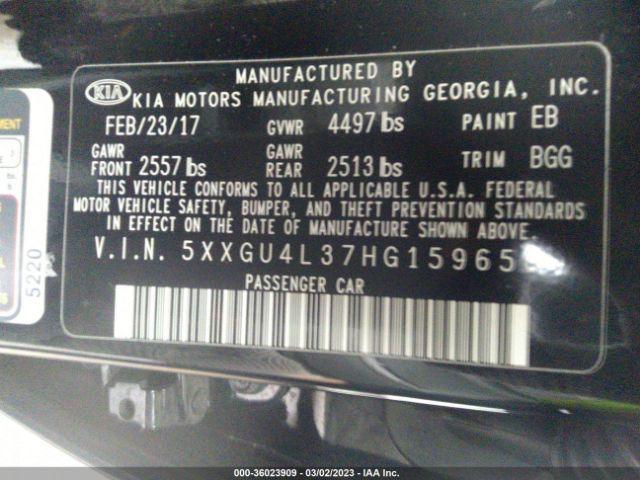 MANUFACTURED BY
KIA KIA MOTORS MANUFACTURING GEORGIA, INC.
FEB/23/17 GVWR 4497 lbs PAINT EB
GAWR FRONT 2557 lbs GAWR REAR 2513 lbs TRIM BGG
THIS VEHICLE CONFORMS TO ALL APPLICABLE U.S.A. FEDERAL
MOTOR VEHICLE SAFETY, BUMPER, AND THEFT PREVENTION STANDARDS
IN EFFECT ON THE DATE OF MANUFACTURE SHOWN ABOVE.
V.I.N. 5XXGU4L37HG15965
PASSENGER CAR
5220
000-36023909 - 03/02/2023 - IAA Inc.